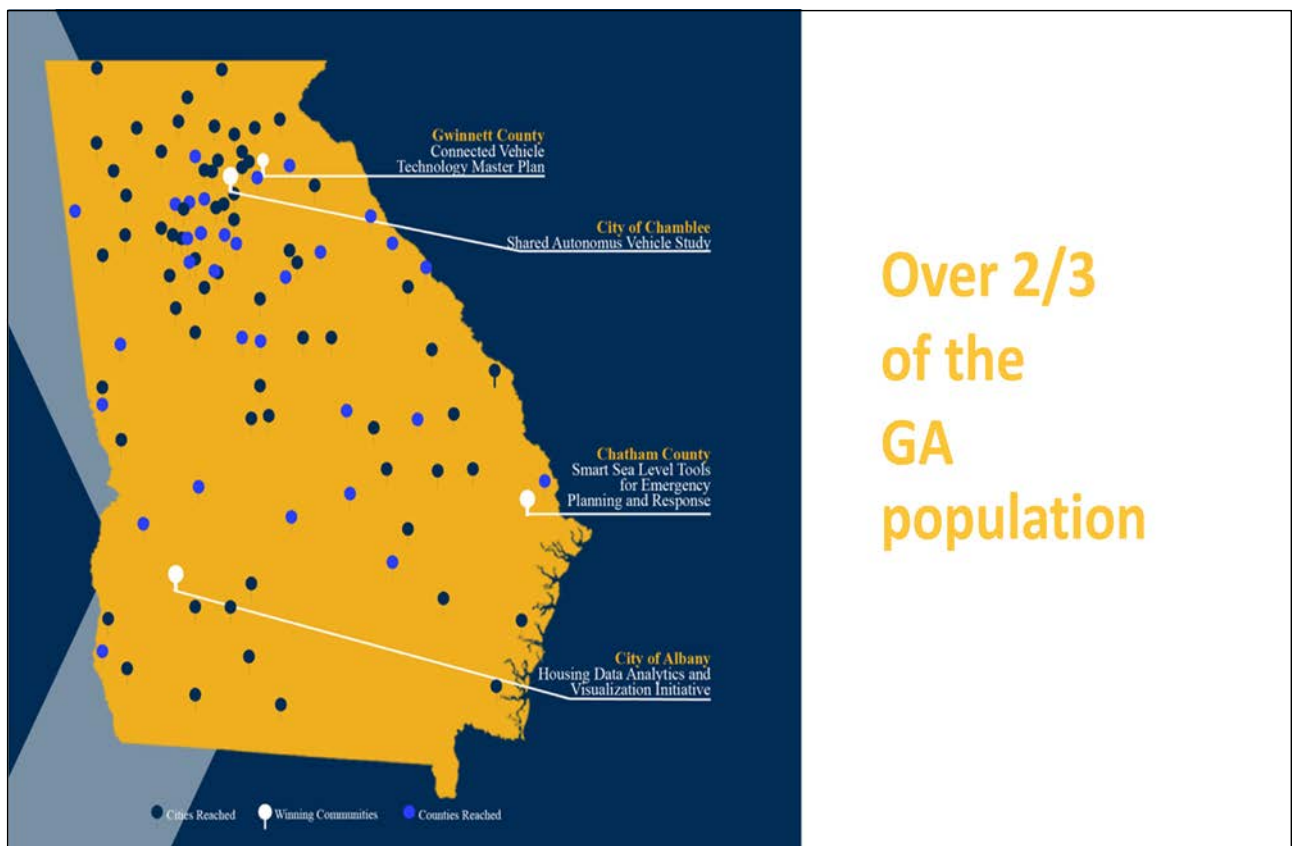 Gwinnett County
Connected Vehicle
Technology Master Plan
City of Chamblee
Shared Autonomus Vehicle Study
Chatham County
Smart Sea Level Tools
for Emergency
Planning and Response
City of Albany
Housing Data Analytics and
Visualization Initiative
Cities Reached
Winning Communities
Counties Reached
Over 2/3
of the
GA
population